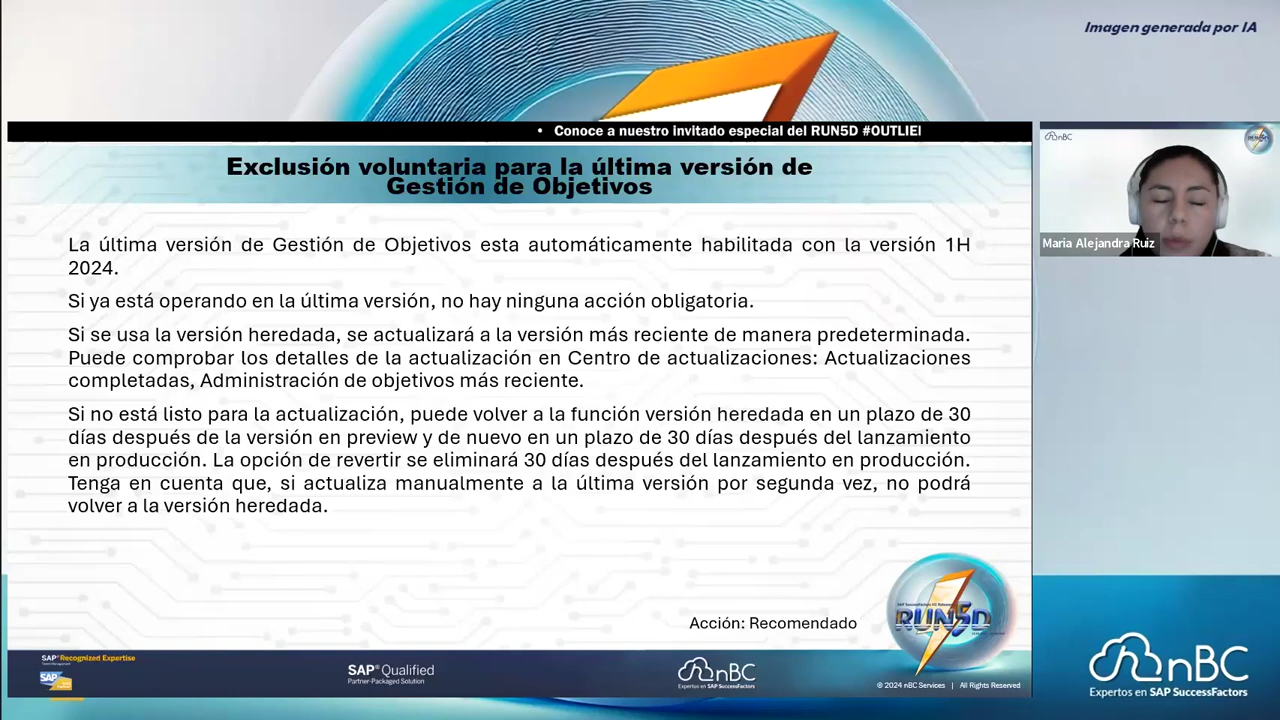 Imagen generada por IA
• Conoce a nuestro invitado especial del RUN5D #OUTLIE
Exclusión voluntaria para la última versión de
Gestión de Objetivos
nBC
Maria Alejandra Ruiz
La última versión de Gestión de Objetivos esta automáticamente habilitada con la versión 1H
2024.
Si ya está operando en la última versión, no hay ninguna acción obligatoria.
Si se usa la versión heredada, se actualizará a la versión más reciente de manera predeterminada.
Puede comprobar los detalles de la actualización en Centro de actualizaciones: Actualizaciones
completadas, Administración de objetivos más reciente.
Si no está listo para la actualización, puede volver a la función versión heredada en un plazo de 30
días después de la versión en preview y de nuevo en un plazo de 30 días después del lanzamiento
en producción. La opción de revertir se eliminará 30 días después del lanzamiento en producción.
Tenga en cuenta que, si actualiza manualmente a la última versión por segunda vez, no podrá
volver a la versión heredada.
Acción: Recomendado
RUN5D
SAP® Recognized Expertise
SAP
SAP® Qualified
Partner-Packaged Solution
nBC
Expertos en SAP SuccessFactors
© 2024 nBC Services | All Rights Reserved
nBC
Expertos en SAP SuccessFactors